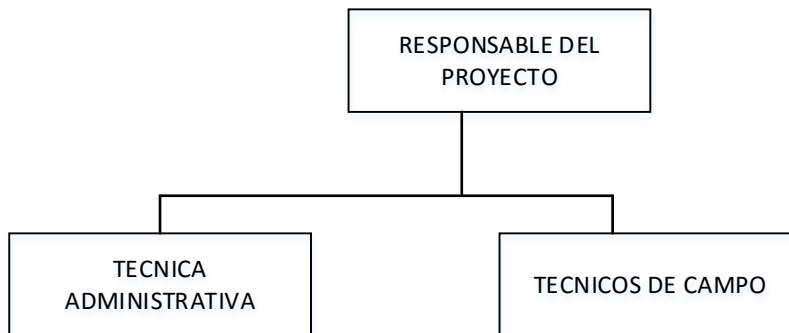 RESPONSABLE DEL
PROYECTO
TECNICA
ADMINISTRATIVA
TECNICOS DE CAMPO